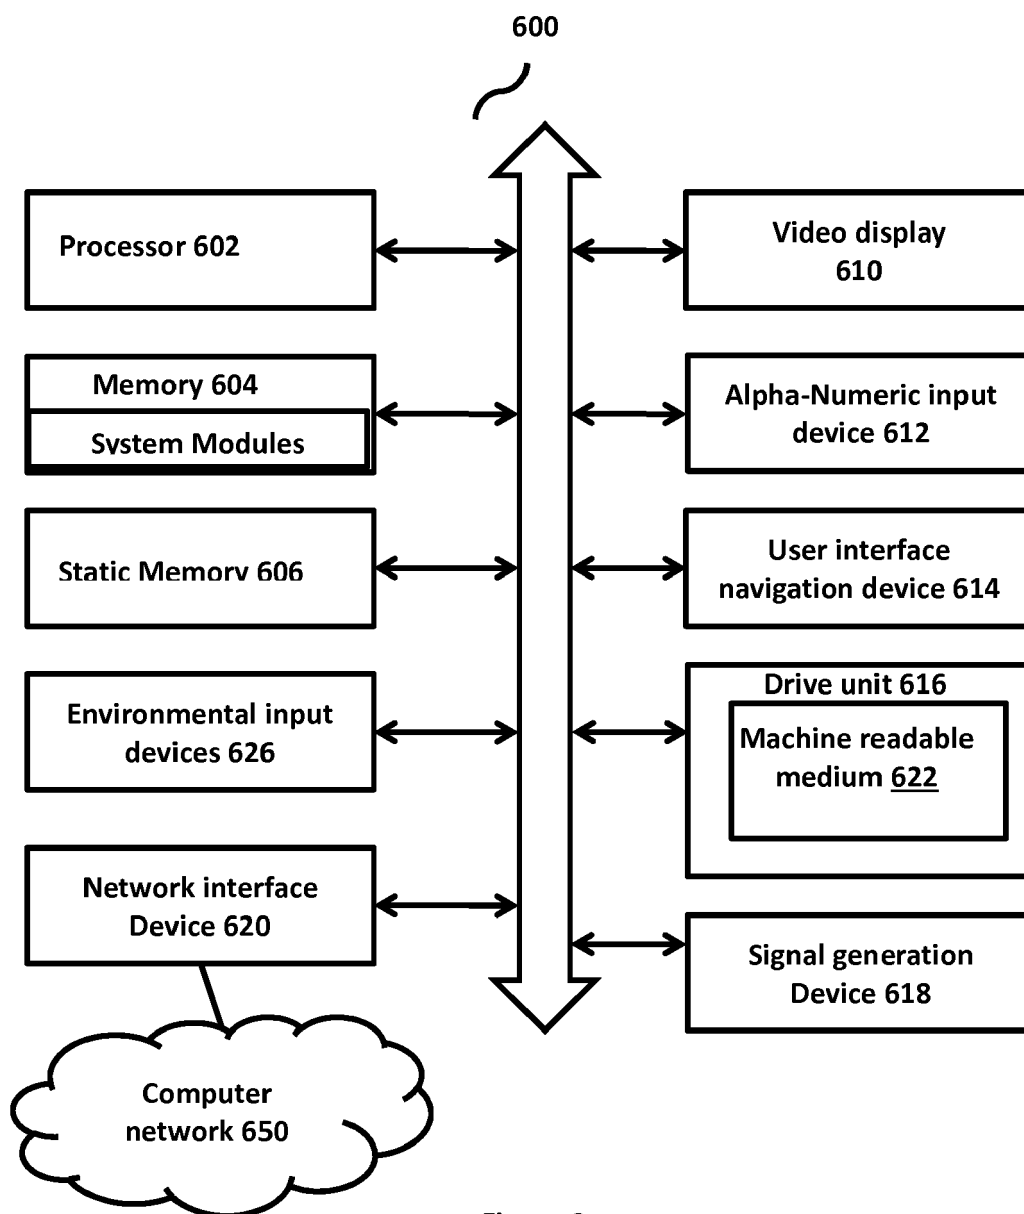 600
Processor 602
Memory 604
System Modules
Static Memory 606
Environmental input
devices 626
Network interface
Device 620
Computer
network 650
Video display
610
Alpha-Numeric input
device 612
User interface
navigation device 614
Drive unit 616
Machine readable
medium 622
Signal generation
Device 618